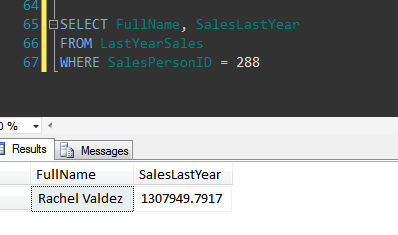 64
65 SELECT FullName, SalesLastYear
66 FROM LastYearSales
67 WHERE SalesPersonID = 288
0 %
Results Messages
FullName SalesLastYear
Rachel Valdez 1307949.7917